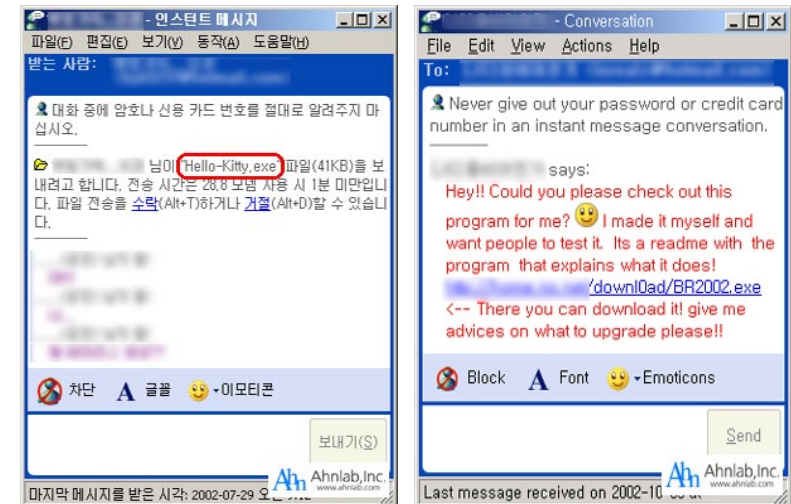 - 인스턴트 메시지
파일(F) 편집(E) 보기(V) 동작(A) 도움말(H)
받는 사람:
대화 중에 암호나 신용 카드 번호를 절대로 알려주지 마
십시오.
님이 "Hello-Kitty.exe" 파일(41KB)을 보
내려고 합니다. 전송 시간은 28.8 모뎀 사용 시 1분 미만입니
다. 파일 전송을 수락(Alt+T)하거나 거절(Alt+D)할 수 있습니
다.
차단 A 글꼴 이모티콘
보내기(S)
마지막 메시지를 받은 시각: 2002-07-29
Ahn Ahnlab,Inc.
www.ahnlab.com
- Conversation
File Edit View Actions Help
To:
Never give out your password or credit card
number in an instant message conversation.
says:
Hey!! Could you please check out this
program for me? I made it myself and
want people to test it. Its a readme with the
program that explains what it does!
/downl0ad/BR2002.exe
<-- There you can download it! give me
advices on what to upgrade please!!
Block A Font Emoticons
Send
Last message received on 2002-10
Ahn Ahnlab,Inc.
www.ahnlab.com